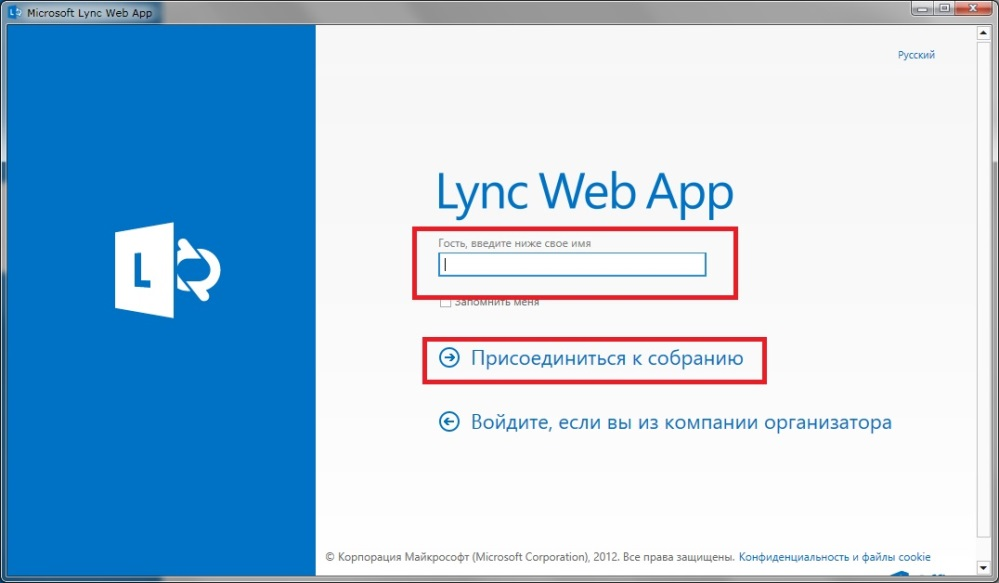 Microsoft Lync Web App
Русский
Lync Web App
Гость, введите ниже свое имя
Запомнить меня
Присоединиться к собранию
Войдите, если вы из компании организатора
© Корпорация Майкрософт (Microsoft Corporation), 2012. Все права защищены. Конфиденциальность и файлы cookie